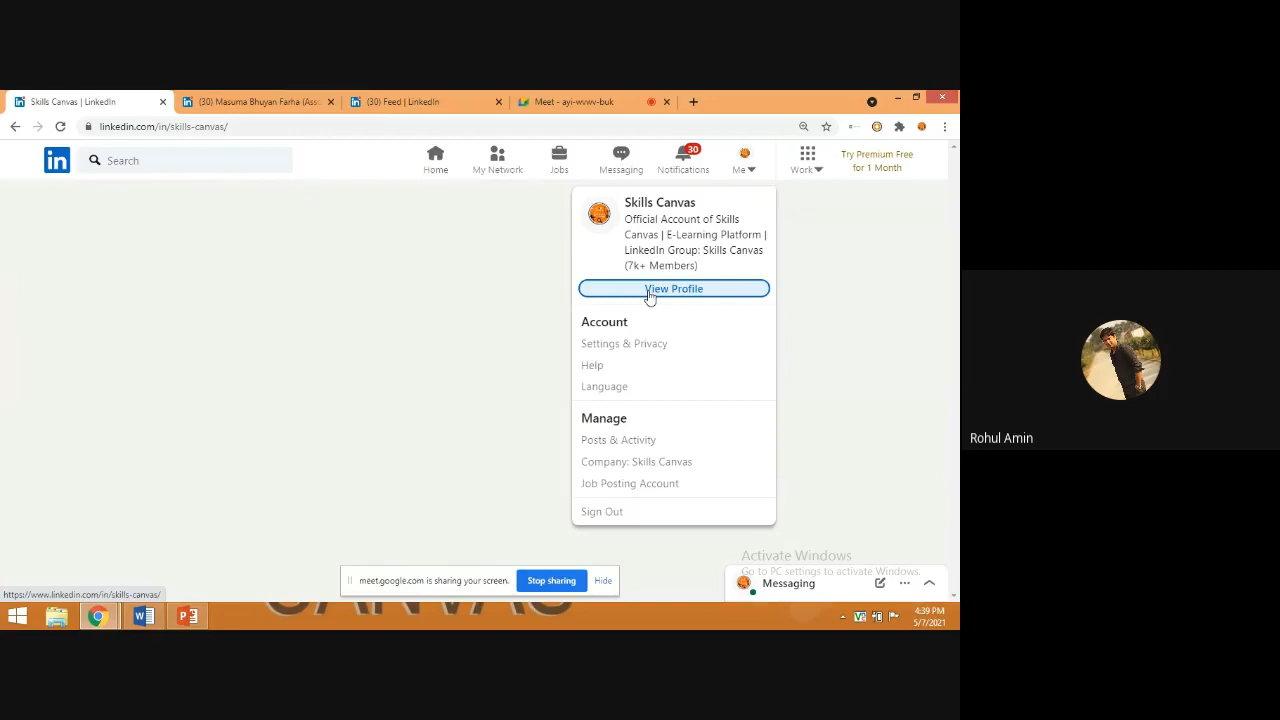 Skills Canvas | LinkedIn
(30) Masuma Bhuyan Farha (Ass
(30) Feed | LinkedIn
Meet - ayi-wvwv-buk
linkedin.com/in/skills-canvas/
in
Search
Home
My Network
Jobs
Messaging
30
Notifications
Me
Work
Try Premium Free
for 1 Month
Skills Canvas
Official Account of Skills
Canvas | E-Learning Platform |
LinkedIn Group: Skills Canvas
(7k+ Members)
View Profile
Account
Settings & Privacy
Help
Language
Manage
Posts & Activity
Company: Skills Canvas
Job Posting Account
Sign Out
Rohul Amin
Activate Windows
Go to PC settings to activate Windows.
Messaging
meet.google.com is sharing your screen.
Stop sharing
Hide
https://www.linkedin.com/in/skills-canvas/
CANVAS
4:39 PM
5/7/2021